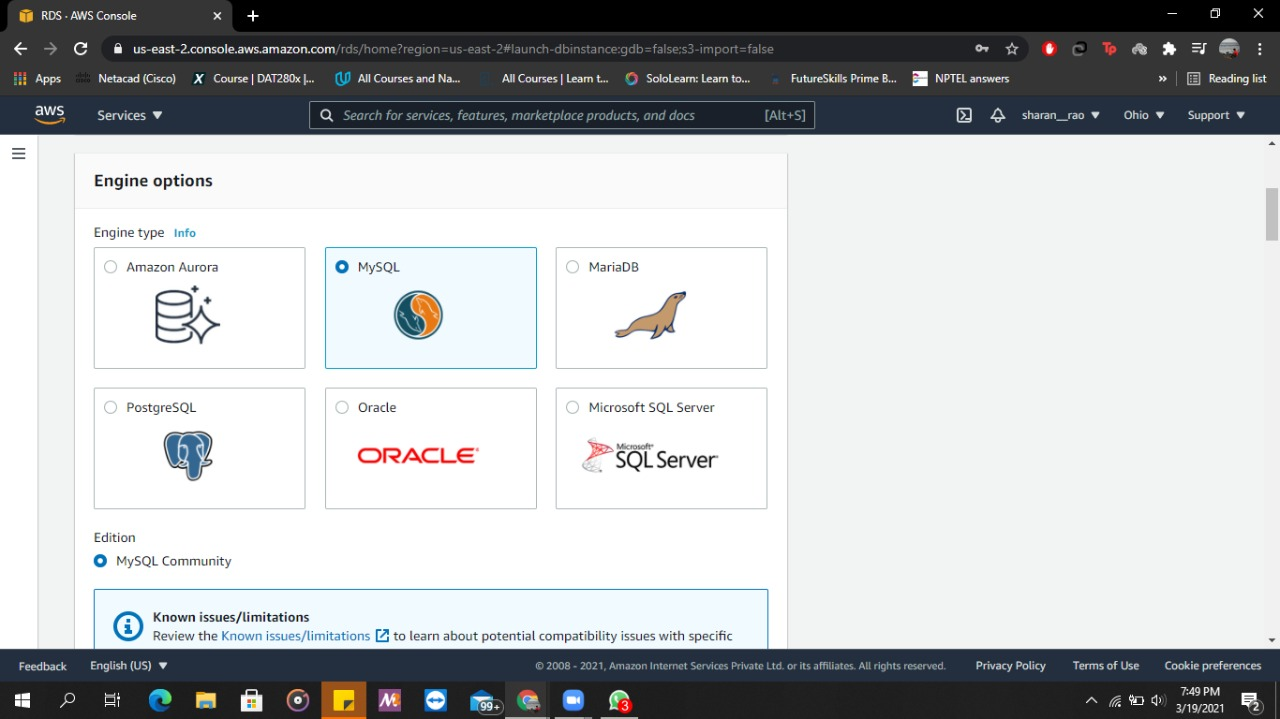 RDS - AWS Console
us-east-2.console.aws.amazon.com/rds/home?region=us-east-2#launch-dbinstance:gdb=false;s3-import=false
Apps Netacad (Cisco) Course | DAT280x |... All Courses and Na... All Courses | Learn t... SoloLearn: Learn to... FutureSkills Prime B... NPTEL answers » Reading list
aws Services Search for services, features, marketplace products, and docs [Alt+S] sharan__rao Ohio Support
Engine options
Engine type Info
Amazon Aurora MySQL MariaDB
PostgreSQL Oracle Microsoft SQL Server
ORACLE Microsoft SQL Server
Edition
MySQL Community
Known issues/limitations
Review the Known issues/limitations to learn about potential compatibility issues with specific
Feedback English (US) © 2008 - 2021, Amazon Internet Services Private Ltd. or its affiliates. All rights reserved. Privacy Policy Terms of Use Cookie preferences
99+ 3 7:49 PM
3/19/2021 2